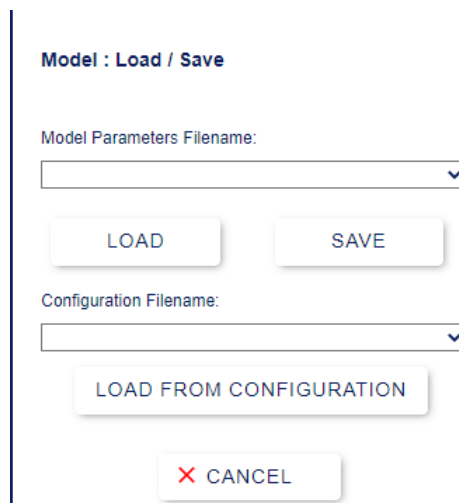 Model : Load / Save
Model Parameters Filename:
LOAD SAVE
Configuration Filename:
LOAD FROM CONFIGURATION
CANCEL